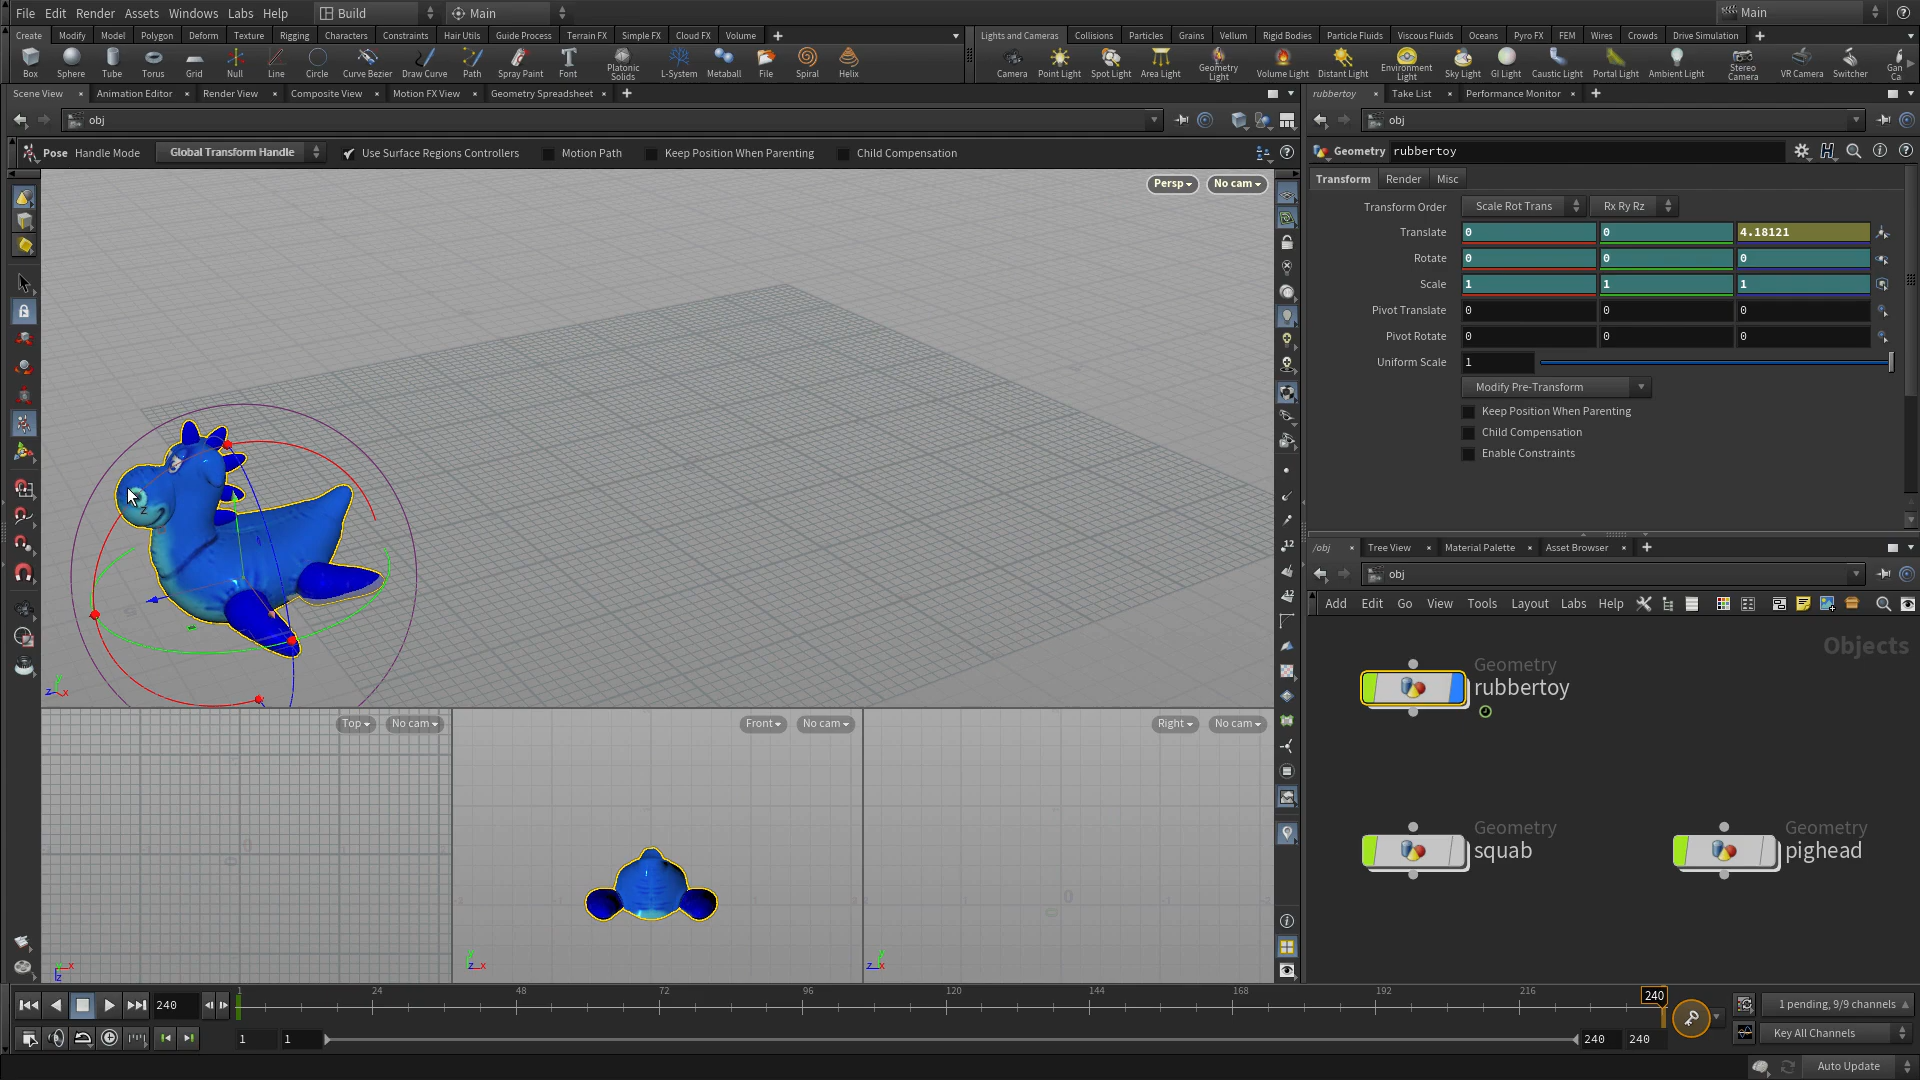 File Edit Render Assets Windows Labs Help Build Main Main
Create Modify Model Polygon Deform Texture Rigging Characters Constraints Hair Utils Guide Process Terrain FX Simple FX Cloud FX Volume
Lights and Cameras Collisions Particles Grains Vellum Rigid Bodies Particle Fluids Viscous Fluids Oceans Pyro FX FEM Wires Crowds Drive Simulation
Box Sphere Tube Torus Grid Null Line Circle Curve Bezier Draw Curve Path Spray Paint Font Platonic Solids L-System Metaball File Spiral Helix
Camera Point Light Spot Light Area Light Geometry Light Volume Light Distant Light Environment Light Sky Light GI Light Caustic Light Portal Light Ambient Light Stereo Camera VR Camera Switcher Gan Ca
Scene View Animation Editor Render View Composite View Motion FX View Geometry Spreadsheet
rubbertoy Take List Performance Monitor
obj
obj
Pose Handle Mode Global Transform Handle Use Surface Regions Controllers Motion Path Keep Position When Parenting Child Compensation
Geometry rubbertoy
Transform Render Misc
Persp No cam
Transform Order Scale Rot Trans Rx Ry Rz
Translate 0 0 4.18121
Rotate 0 0 0
Scale 1 1 1
Pivot Translate 0 0 0
Pivot Rotate 0 0 0
Uniform Scale 1
Modify Pre-Transform
Keep Position When Parenting
Child Compensation
Enable Constraints
/obj Tree View Material Palette Asset Browser
obj
Add Edit Go View Tools Layout Labs Help
Objects
Geometry
rubbertoy
Geometry
squab
Geometry
pighead
Top No cam
Front No cam
Right No cam
240 1 24 48 72 96 120 144 168 192 216 240
1 pending, 9/9 channels
1 1 240 240
Key All Channels
Auto Update